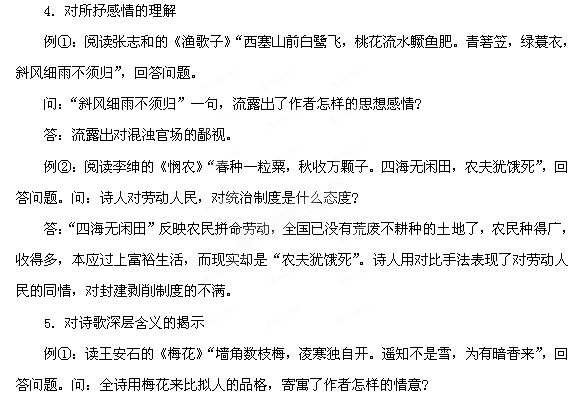 4. 对所抒感情的理解
例①：阅读张志和的《渔歌子》“西塞山前白鹭飞，桃花流水鳜鱼肥。青箬笠，绿蓑衣，
斜风细雨不须归”，回答问题。
问：“斜风细雨不须归”一句，流露出了作者怎样的思想感情？
答：流露出对混浊官场的鄙视。
例②：阅读李绅的《悯农》“春种一粒粟，秋收万颗子。四海无闲田，农夫犹饿死”，回
答问题。问：诗人对劳动人民，对统治制度是什么态度？
答：“四海无闲田”反映农民拼命劳动，全国已没有荒废不耕种的土地了，农民种得广，
收得多，本应过上富裕生活，而现实却是“农夫犹饿死”。诗人用对比手法表现了对劳动人
民的同情，对封建剥削制度的不满。
5. 对诗歌深层含义的揭示
例①：读王安石的《梅花》“墙角数枝梅，凌寒独自开。遥知不是雪，为有暗香来”，回
答问题。问：全诗用梅花来比拟人的品格，寄寓了作者怎样的情意？